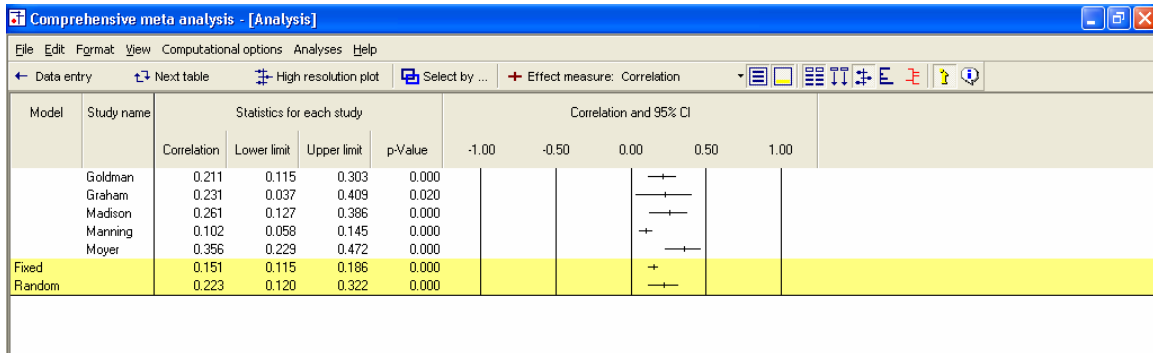 Comprehensive meta analysis - [Analysis]
File Edit Format View Computational options Analyses Help
← Data entry Next table High resolution plot Select by ... + Effect measure: Correlation
Model Study name Statistics for each study Correlation and 95% CI
Correlation Lower limit Upper limit p-Value -1.00 -0.50 0.00 0.50 1.00
Goldman 0.211 0.115 0.303 0.000
Graham 0.231 0.037 0.409 0.020
Madison 0.261 0.127 0.386 0.000
Manning 0.102 0.058 0.145 0.000
Moyer 0.356 0.229 0.472 0.000
Fixed 0.151 0.115 0.186 0.000
Random 0.223 0.120 0.322 0.000